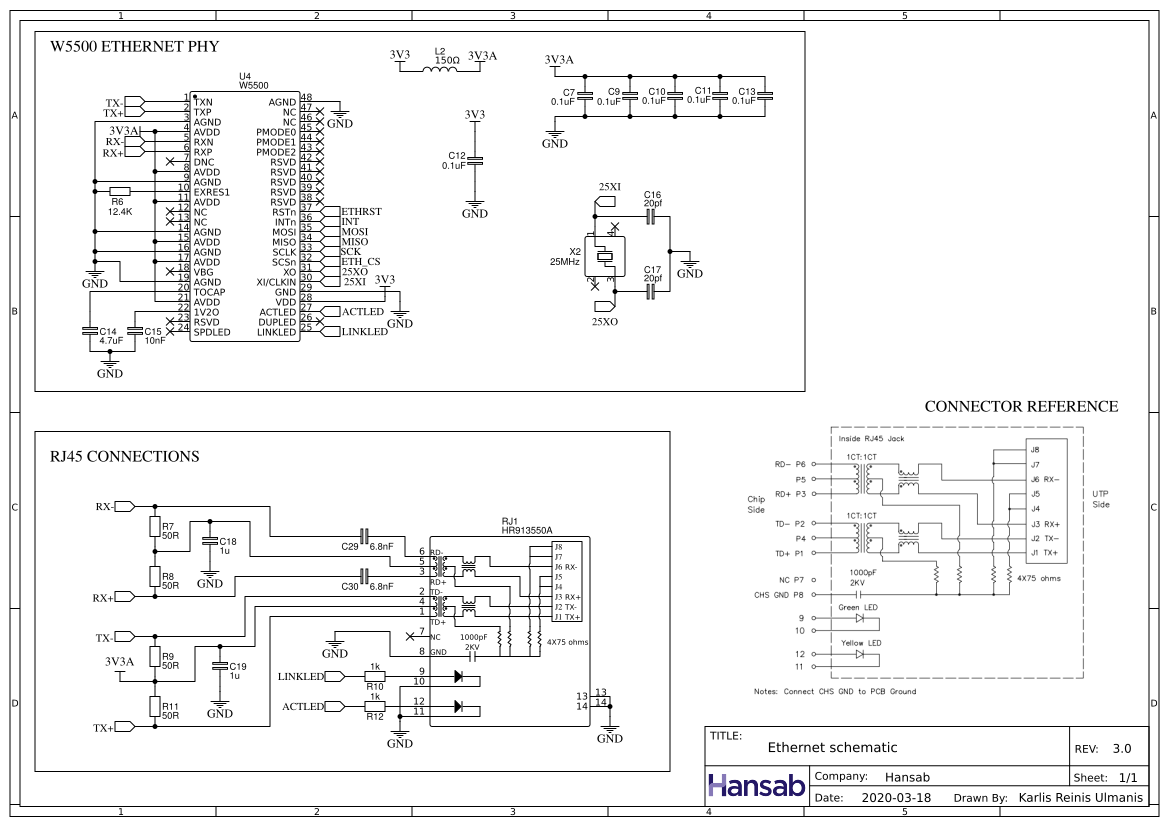 1 2 3 4 5
A
B
C
D
A
B
C
D
1 2 3 4 5
W5500 ETHERNET PHY
U4
W5500
TX-
TX+
3V3A
RX-
RX+
1 TXN
2 TXP
3 AGND
4 AVDD
5 RXN
6 RXP
7 DNC
8 AVDD
9 AGND
10 EXRES1
11 AVDD
12 NC
13 NC
14 AGND
15 AVDD
16 AGND
17 AVDD
18 VBG
19 AGND
20 TOCAP
21 AVDD
22 1V2O
23 RSVD
24 SPDLED
AGND 48
NC 47
NC 46
PMODE0 45
PMODE1 44
PMODE2 43
RSVD 42
RSVD 41
RSVD 40
RSVD 39
RSVD 38
RSTn 37 ETHRST
INTn 36 INT
MOSI 35 MOSI
MISO 34 MISO
SCLK 33 SCK
SCSn 32 ETH_CS
XO 31 25XO
XI/CLKIN 30 25XI
GND 29
VDD 28
ACTLED 27 ACTLED
DUPLED 26
LINKLED 25 LINKLED
R6
12.4K
GND
C14
4.7uF
C15
10nF
GND
GND
3V3
GND
3V3
L2
150Ω
3V3A
3V3
C12
0.1uF
GND
3V3A
C7
0.1uF
C9
0.1uF
C10
0.1uF
C11
0.1uF
C13
0.1uF
GND
25XI
C16
20pf
X2
25MHz
1
4
2
3
GND
C17
20pf
25XO
RJ45 CONNECTIONS
RX-
R7
50R
C18
1u
GND
R8
50R
RX+
TX-
R9
50R
3V3A
C19
1u
GND
R11
50R
TX+
C29 6.8nF
C30 6.8nF
RJ1
HR913550A
6 RD-
5
3 RD+
2 TD-
4
1 TD+
7 NC
8 GND
9
10
12
11
J8
J7
J6 RX-
J5
J4
J3 RX+
J2 TX-
J1 TX+
1000pF
2KV
4X75 ohms
GND
LINKLED
1k
R10
ACTLED
1k
R12
GND
13 13
14 14
GND
CONNECTOR REFERENCE
Inside RJ45 Jack
1CT:1CT
RD- P6
P5
RD+ P3
Chip
Side
1CT:1CT
TD- P2
P4
TD+ P1
NC P7
CHS GND P8
1000pF
2KV
4X75 ohms
J8
J7
J6 RX-
J5
J4
J3 RX+
J2 TX-
J1 TX+
UTP
Side
Green LED
9
10
Yellow LED
12
11
Notes: Connect CHS GND to PCB Ground
TITLE:
Ethernet schematic
REV: 3.0
Hansab
Company: Hansab
Sheet: 1/1
Date: 2020-03-18 Drawn By: Karlis Reinis Ulmanis